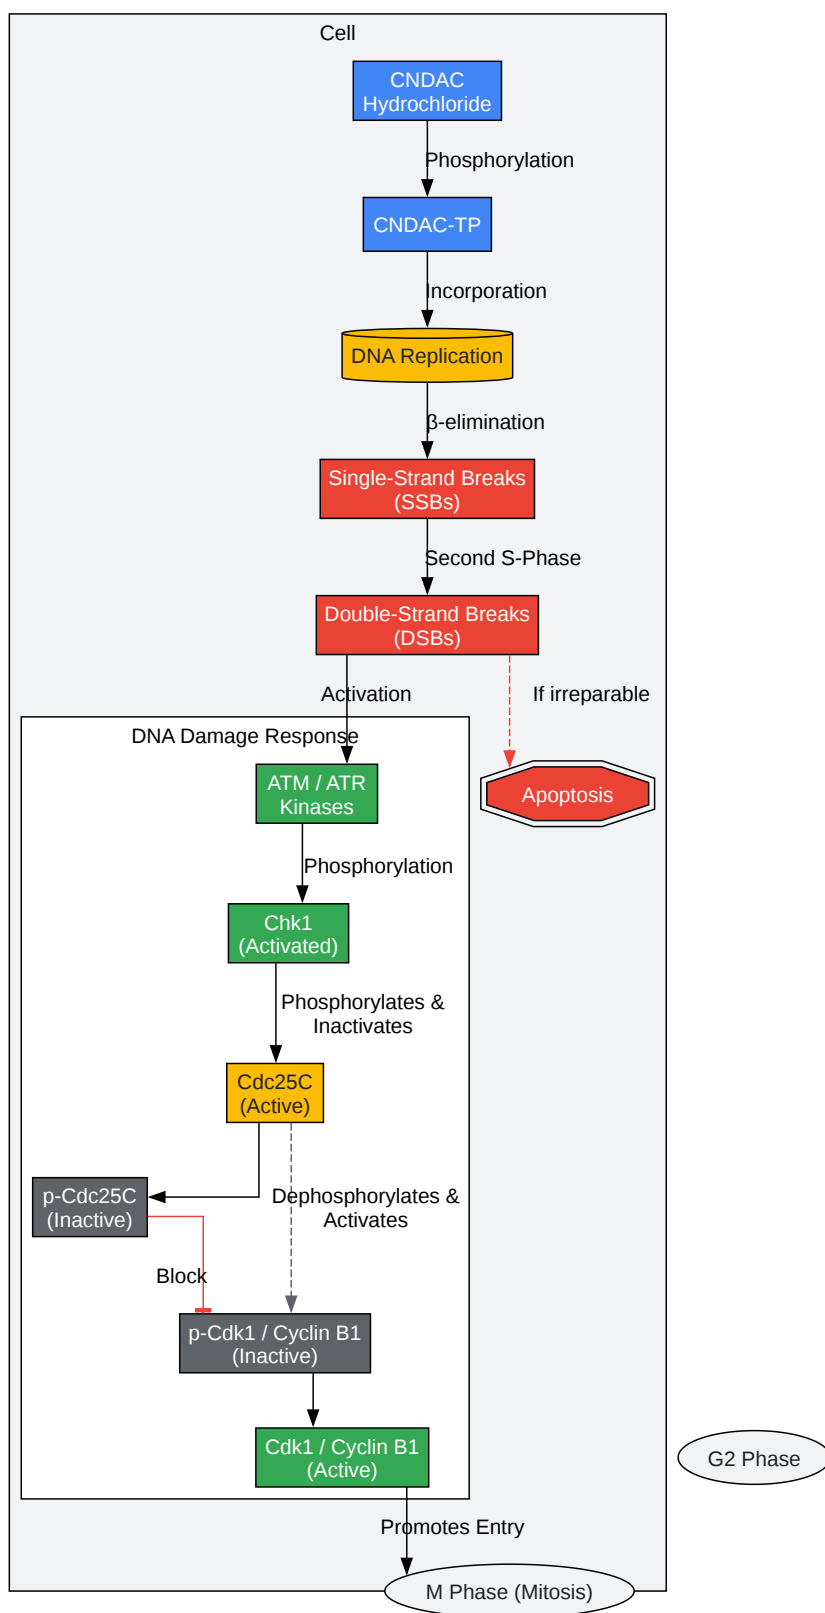 Cell
CNDAC
Hydrochloride
Phosphorylation
CNDAC-TP
Incorporation
DNA Replication
β-elimination
Single-Strand Breaks
(SSBs)
Second S-Phase
Double-Strand Breaks
(DSBs)
Activation
If irreparable
DNA Damage Response
ATM / ATR
Kinases
Apoptosis
Phosphorylation
Chk1
(Activated)
Phosphorylates &
Inactivates
Cdc25C
(Active)
p-Cdc25C
(Inactive)
Dephosphorylates &
Activates
Block
p-Cdk1 / Cyclin B1
(Inactive)
Cdk1 / Cyclin B1
(Active)
G2 Phase
Promotes Entry
M Phase (Mitosis)